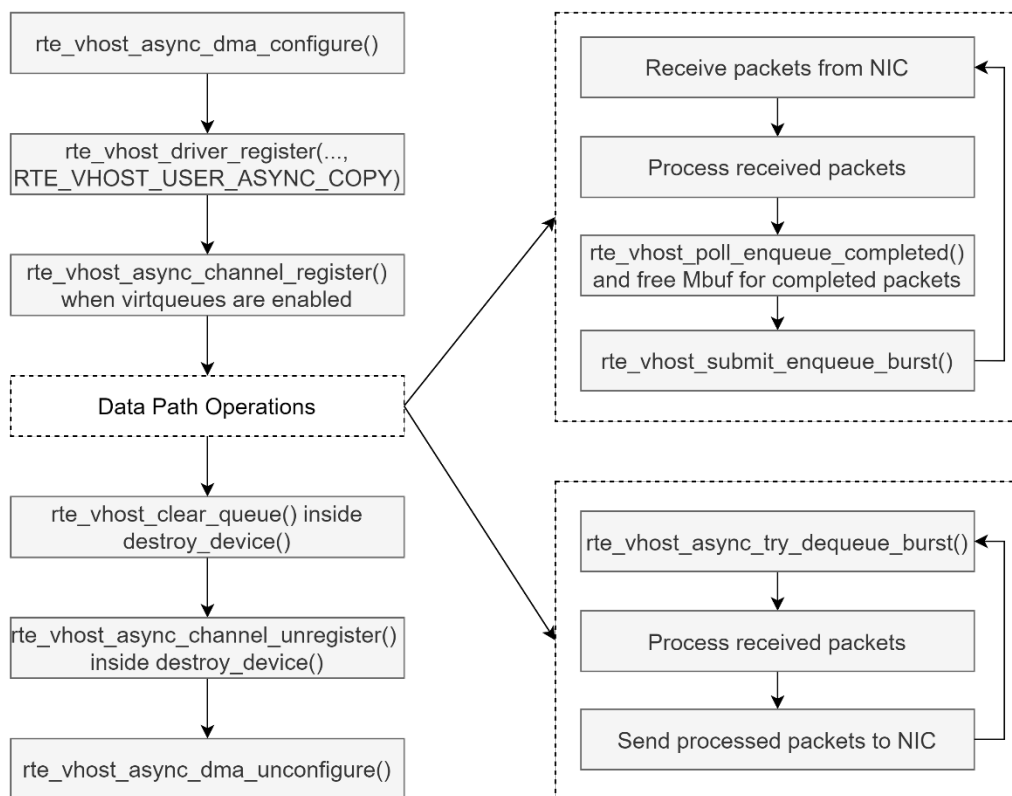 rte_vhost_async_dma_configure()
rte_vhost_driver_register(...,
RTE_VHOST_USER_ASYNC_COPY)
rte_vhost_async_channel_register()
when virtqueues are enabled
Data Path Operations
rte_vhost_clear_queue() inside
destroy_device()
rte_vhost_async_channel_unregister()
inside destroy_device()
rte_vhost_async_dma_unconfigure()
Receive packets from NIC
Process received packets
rte_vhost_poll_enqueue_completed()
and free Mbuf for completed packets
rte_vhost_submit_enqueue_burst()
rte_vhost_async_try_dequeue_burst()
Process received packets
Send processed packets to NIC